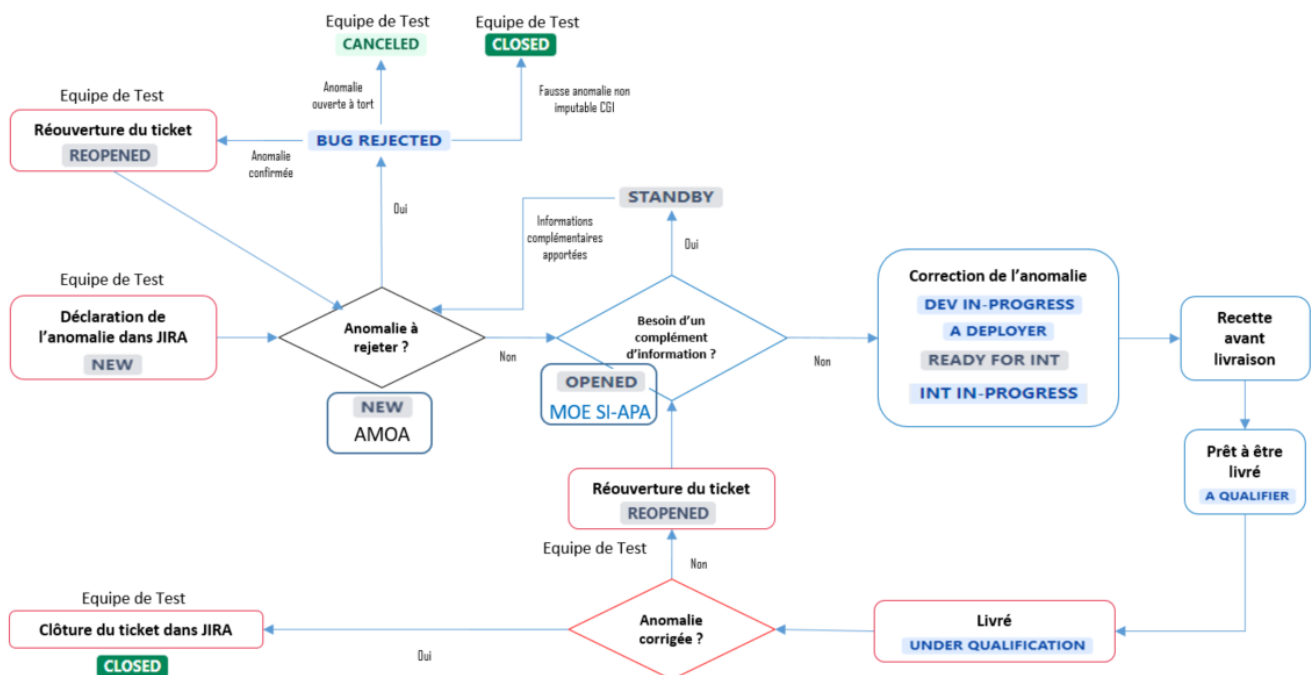 Equipe de Test
CANCELED
Equipe de Test
CLOSED
Anomalie
ouverte à tort
Fausse anomalie non
imputable CGI
Equipe de Test
Réouverture du ticket
REOPENED
Anomalie
confirmée
BUG REJECTED
Oui
STANDBY
Informations
complémentaires
apportées
Oui
Equipe de Test
Déclaration de
l'anomalie dans JIRA
NEW
Anomalie à
rejeter ?
Non
NEW
AMOA
Besoin d'un
complément
d'information ?
Non
OPENED
MOE SI-APA
Correction de l'anomalie
DEV IN-PROGRESS
A DEPLOYER
READY FOR INT
INT IN-PROGRESS
Recette
avant
livraison
Prêt à être
livré
A QUALIFIER
Réouverture du ticket
REOPENED
Equipe de Test
Non
Equipe de Test
Clôture du ticket dans JIRA
CLOSED
Oui
Anomalie
corrigée ?
Livré
UNDER QUALIFICATION